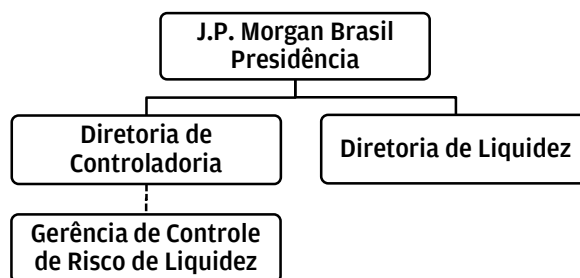 J.P. Morgan Brasil
Presidência
Diretoria de
Controladoria
Diretoria de Liquidez
Gerência de Controle
de Risco de Liquidez